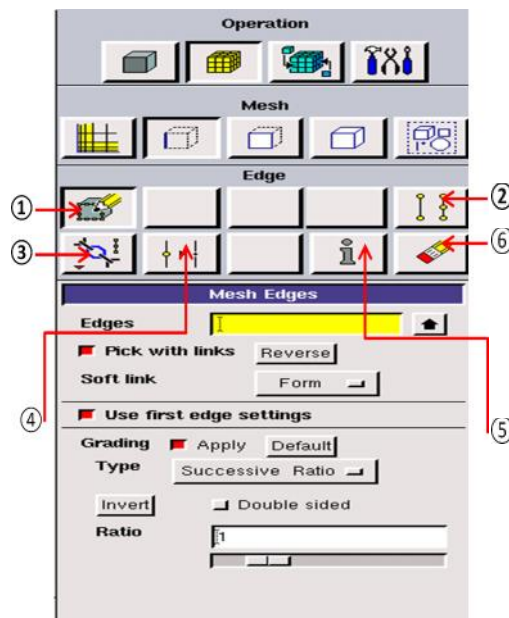 Operation
Mesh
Edge
①
②
③
⑥
Mesh Edges
Edges
Pick with links Reverse
Soft link Form
④
⑤
Use first edge settings
Grading Apply Default
Type Successive Ratio
Invert Double sided
Ratio 1